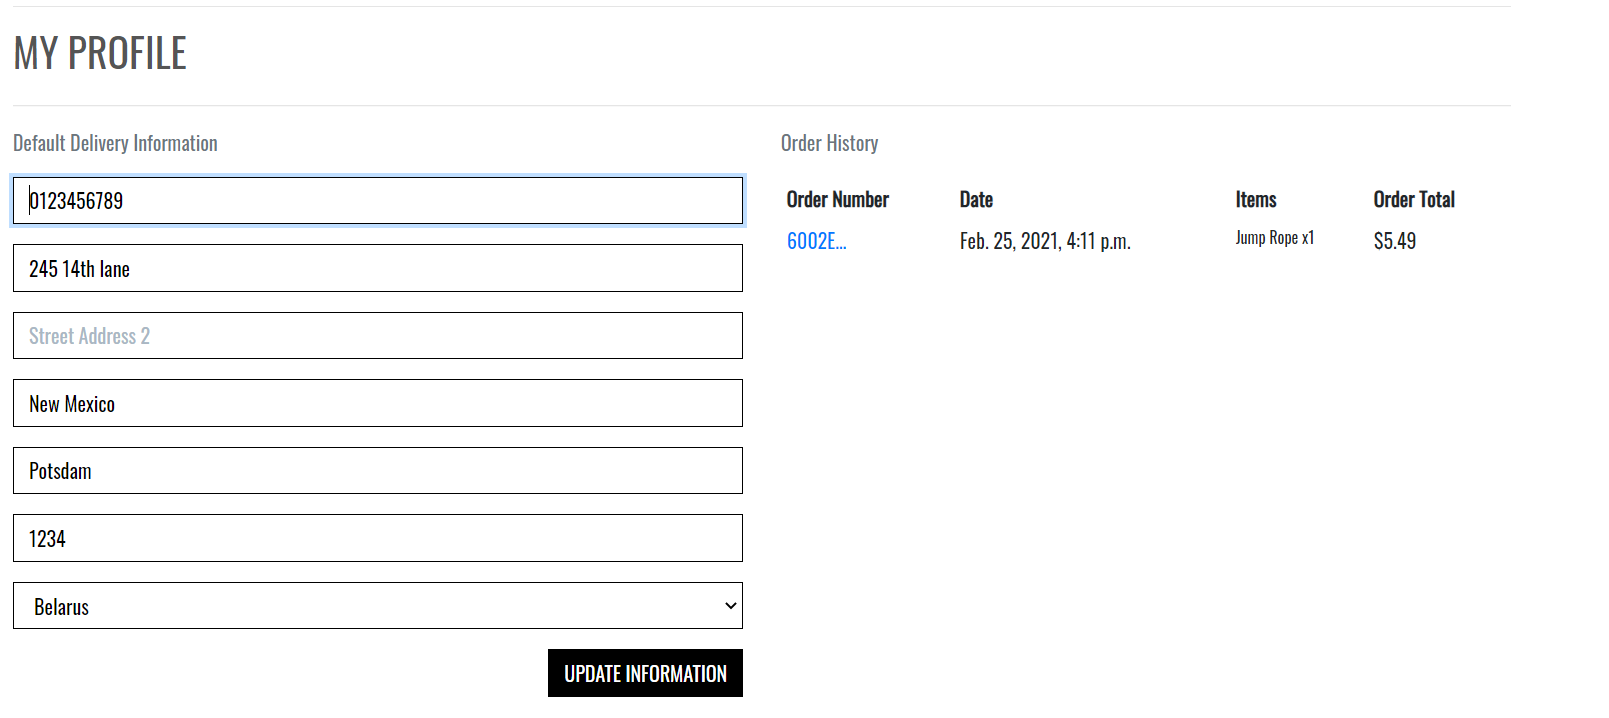 MY PROFILE
Default Delivery Information
0123456789
245 14th lane
Street Address 2
New Mexico
Potsdam
1234
Belarus
UPDATE INFORMATION
Order History
Order Number Date Items Order Total
6002E... Feb. 25, 2021, 4:11 p.m. Jump Rope x1 $5.49